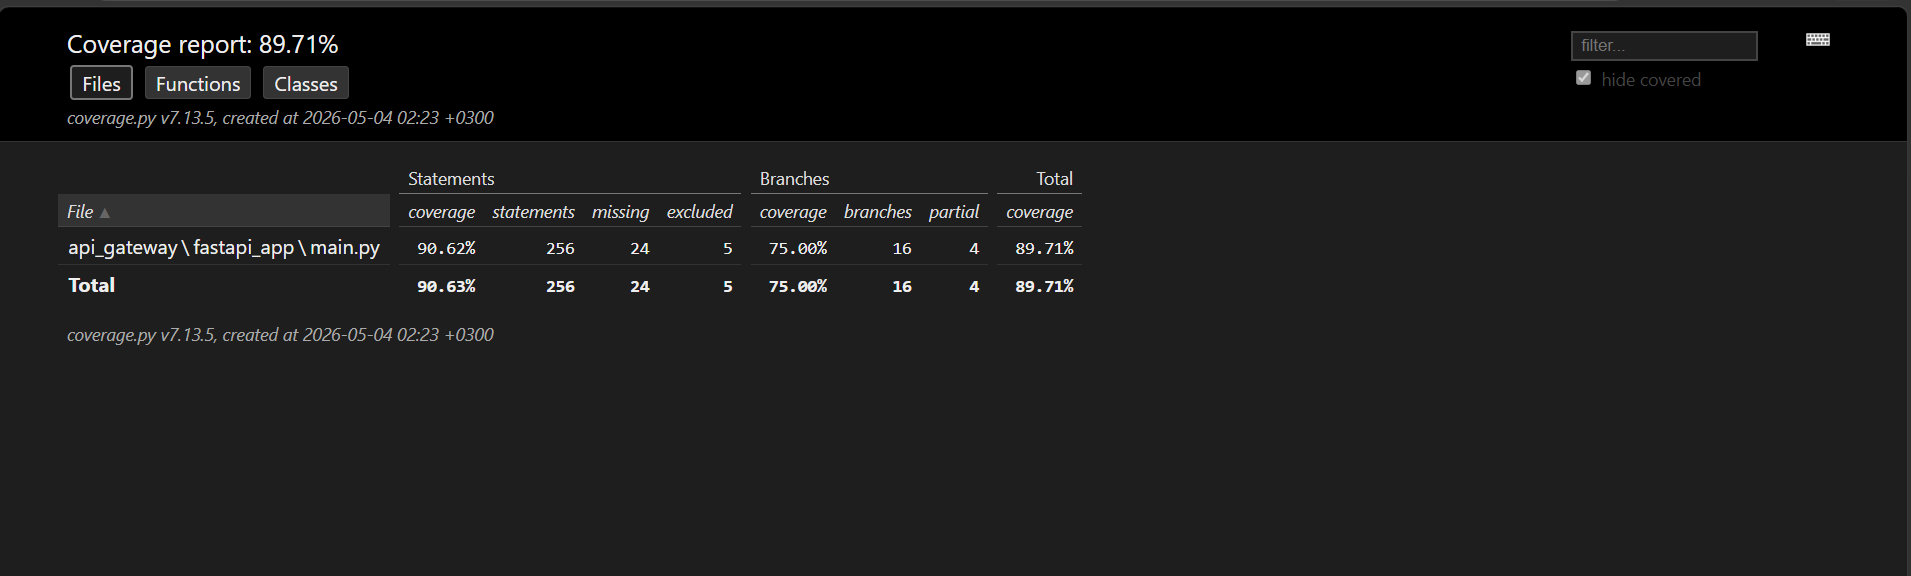 Coverage report: 89.71%
filter...
hide covered
Files Functions Classes
coverage.py v7.13.5, created at 2026-05-04 02:23 +0300
Statements Branches Total
File ▲ coverage statements missing excluded coverage branches partial coverage
api_gateway \ fastapi_app \ main.py 90.62% 256 24 5 75.00% 16 4 89.71%
Total 90.63% 256 24 5 75.00% 16 4 89.71%
coverage.py v7.13.5, created at 2026-05-04 02:23 +0300